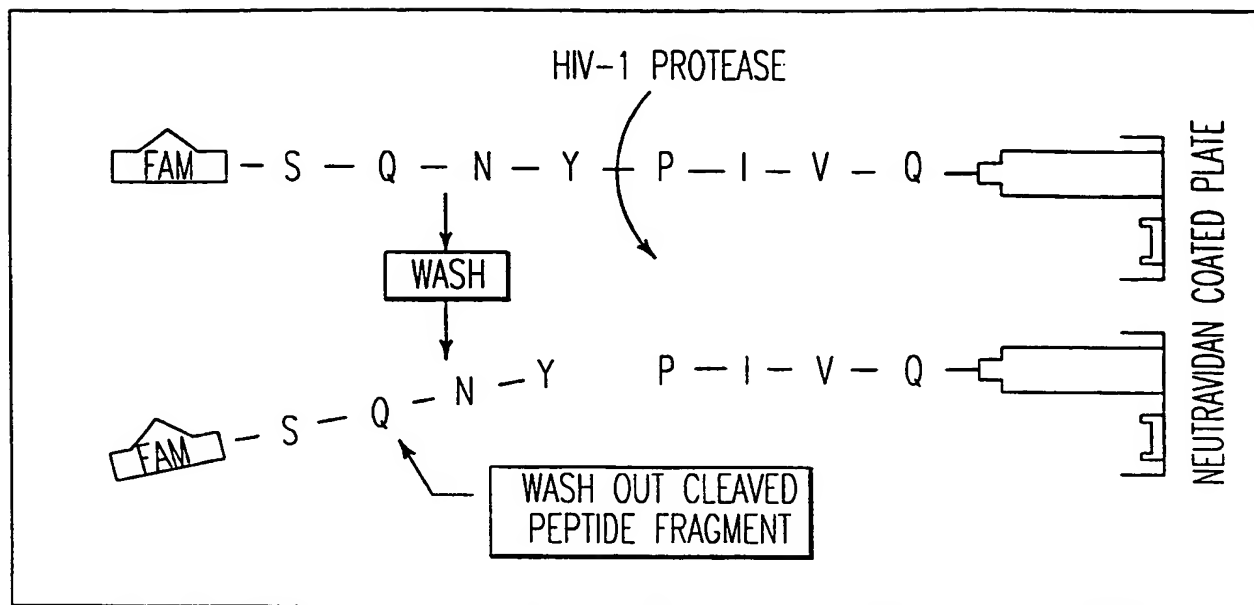 HIV-1 PROTEASE
FAM — S — Q — N — Y — P — I — V — Q
WASH
FAM — S — Q — N — Y P — I — V — Q
WASH OUT CLEAVED
PEPTIDE FRAGMENT
NEUTRAVIDAN COATED PLATE